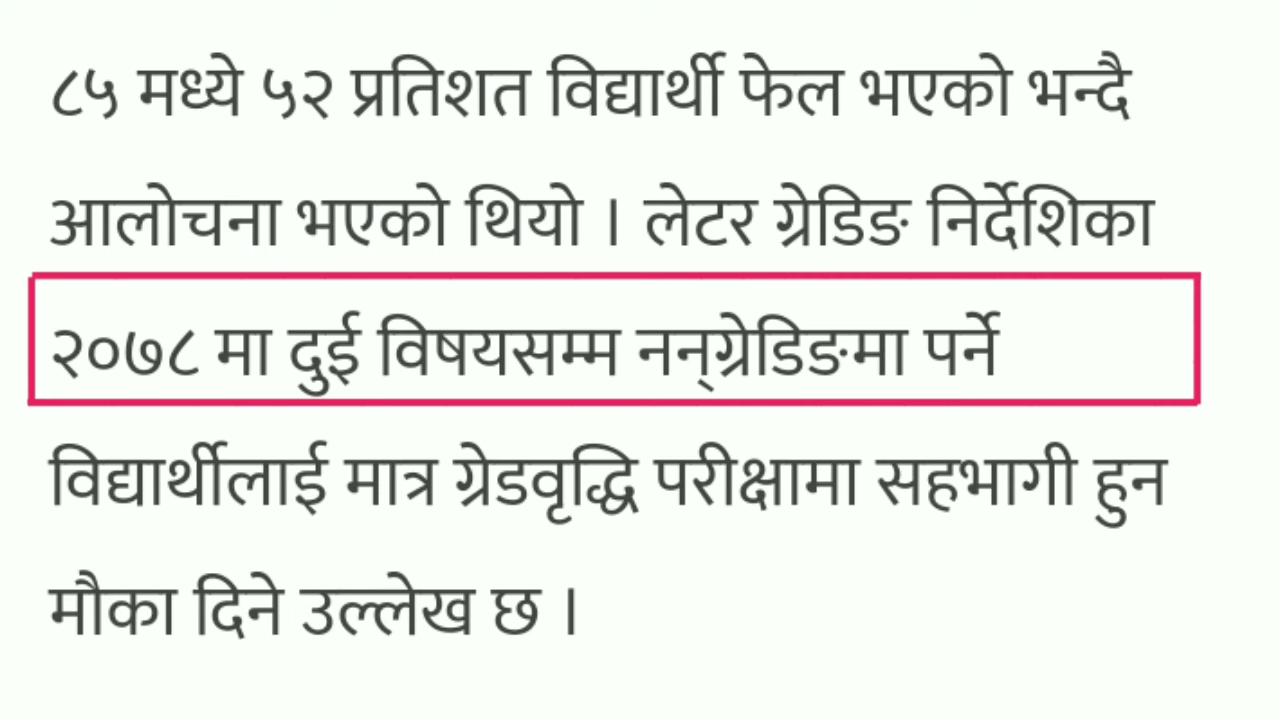 ८५ मध्ये ५२ प्रतिशत विद्यार्थी फेल भएको भन्दै
आलोचना भएको थियो । लेटर ग्रेडिङ निर्देशिका
२०७८ मा दुई विषयसम्म नन्‌ग्रेडिङमा पर्ने
विद्यार्थीलाई मात्र ग्रेडवृद्धि परीक्षामा सहभागी हुन
मौका दिने उल्लेख छ ।